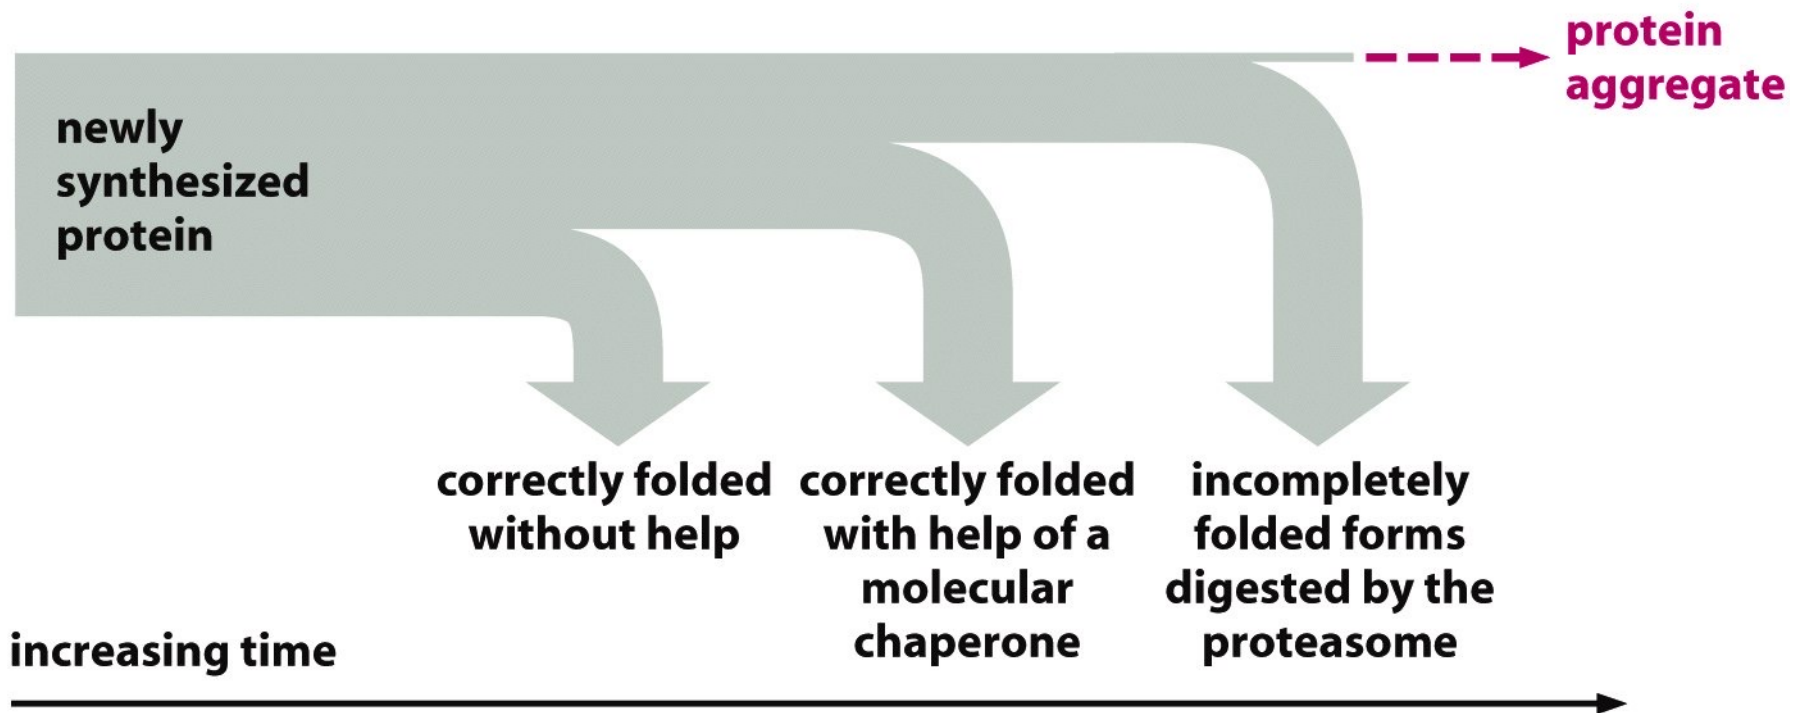 protein
aggregate
newly
synthesized
protein
correctly folded
without help
correctly folded
with help of a
molecular
chaperone
incompletely
folded forms
digested by the
proteasome
increasing time